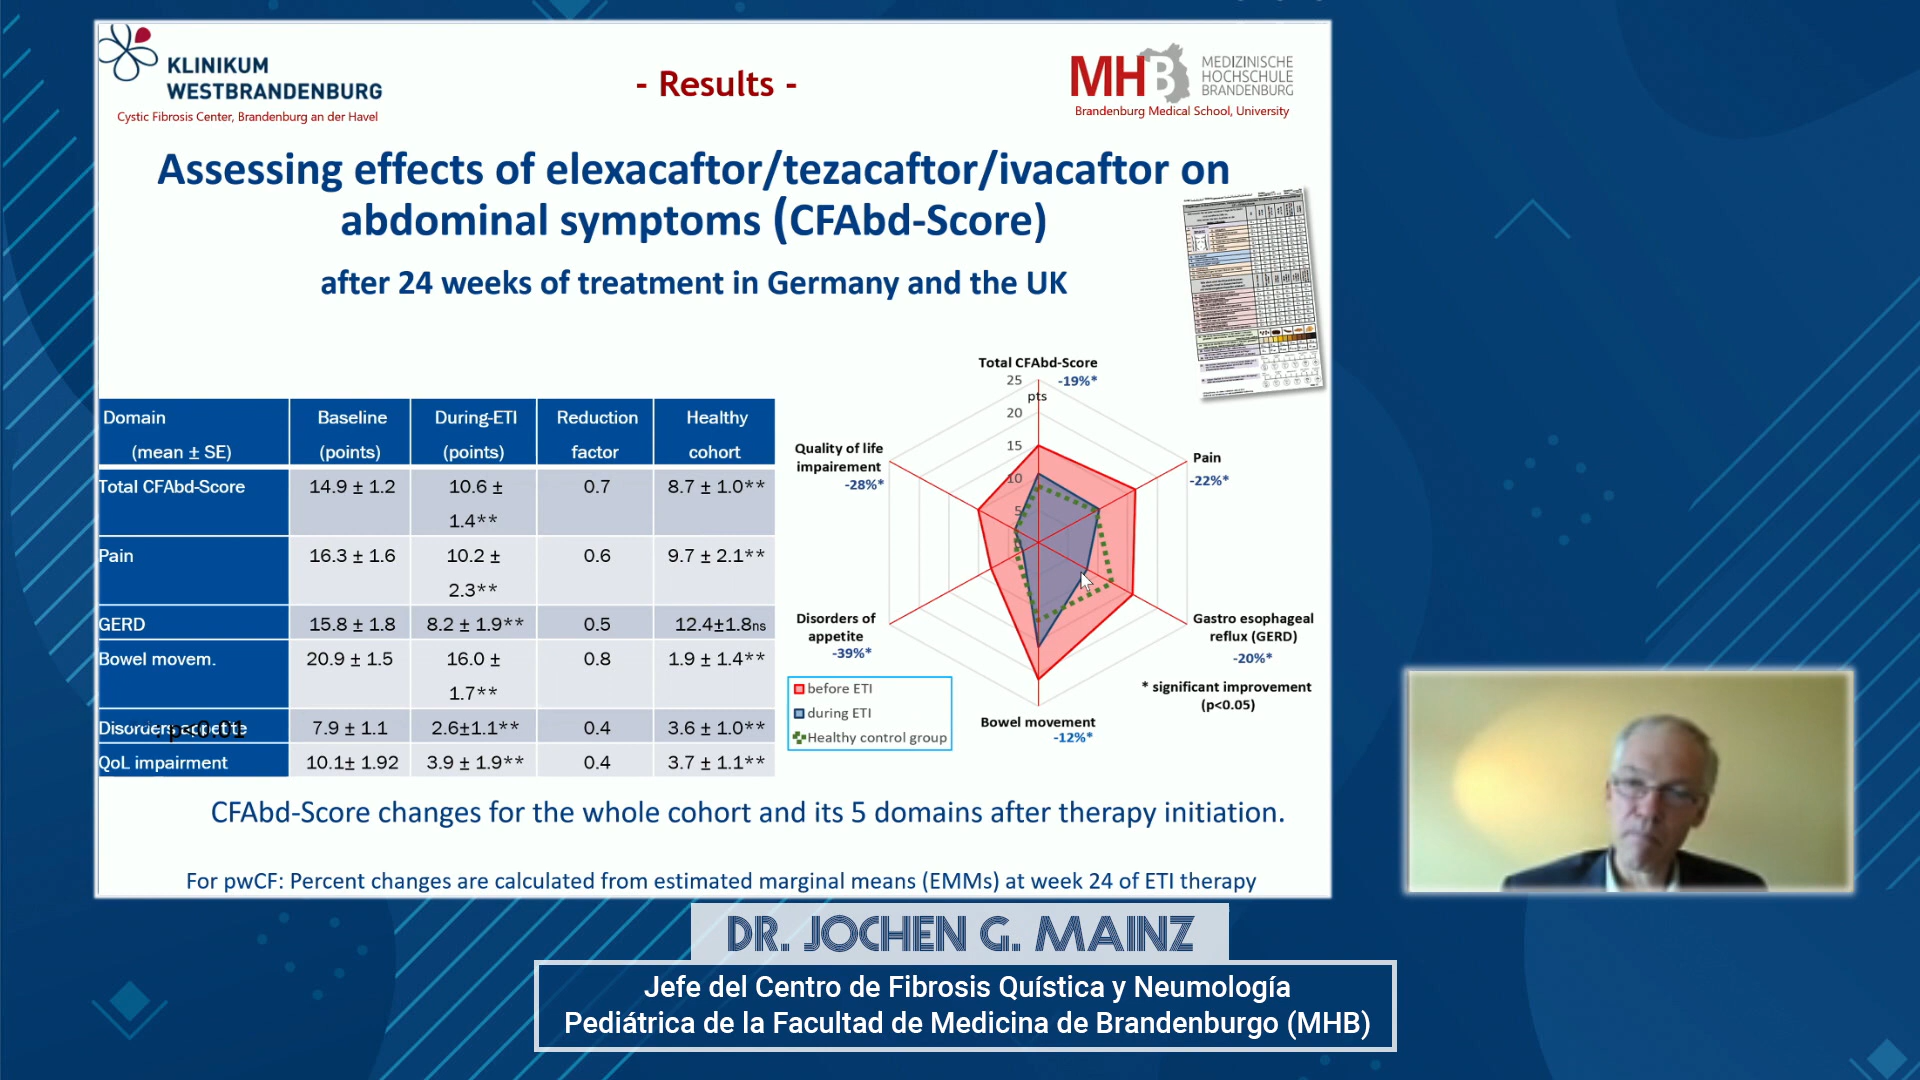 KLINIKUM
WESTBRANDENBURG
Cystic Fibrosis Center, Brandenburg an der Havel
- Results -
MHB
MEDIZINISCHE
HOCHSCHULE
BRANDENBURG
Brandenburg Medical School, University
Assessing effects of elexacaftor/tezacaftor/ivacaftor on
abdominal symptoms (CFAbd-Score)
after 24 weeks of treatment in Germany and the UK
Domain (mean ± SE) Baseline (points) During-ETI (points) Reduction factor Healthy cohort
Total CFAbd-Score 14.9 ± 1.2 10.6 ± 1.4** 0.7 8.7 ± 1.0**
Pain 16.3 ± 1.6 10.2 ± 2.3** 0.6 9.7 ± 2.1**
GERD 15.8 ± 1.8 8.2 ± 1.9** 0.5 12.4±1.8ns
Bowel movem. 20.9 ± 1.5 16.0 ± 1.7** 0.8 1.9 ± 1.4**
Disorders appetite 7.9 ± 1.1 2.6±1.1** 0.4 3.6 ± 1.0**
p<0.01
QoL impairment 10.1± 1.92 3.9 ± 1.9** 0.4 3.7 ± 1.1**
Total CFAbd-Score
-19%*
25
pts
20
15
10
5
Quality of life
impairement
-28%*
Pain
-22%*
Disorders of
appetite
-39%*
Gastro esophageal
reflux (GERD)
-20%*
Bowel movement
-12%*
* significant improvement
(p<0.05)
before ETI
during ETI
Healthy control group
CFAbd-Score changes for the whole cohort and its 5 domains after therapy initiation.
For pwCF: Percent changes are calculated from estimated marginal means (EMMs) at week 24 of ETI therapy
DR. JOCHEN G. MAINZ
Jefe del Centro de Fibrosis Quística y Neumología
Pediátrica de la Facultad de Medicina de Brandenburgo (MHB)